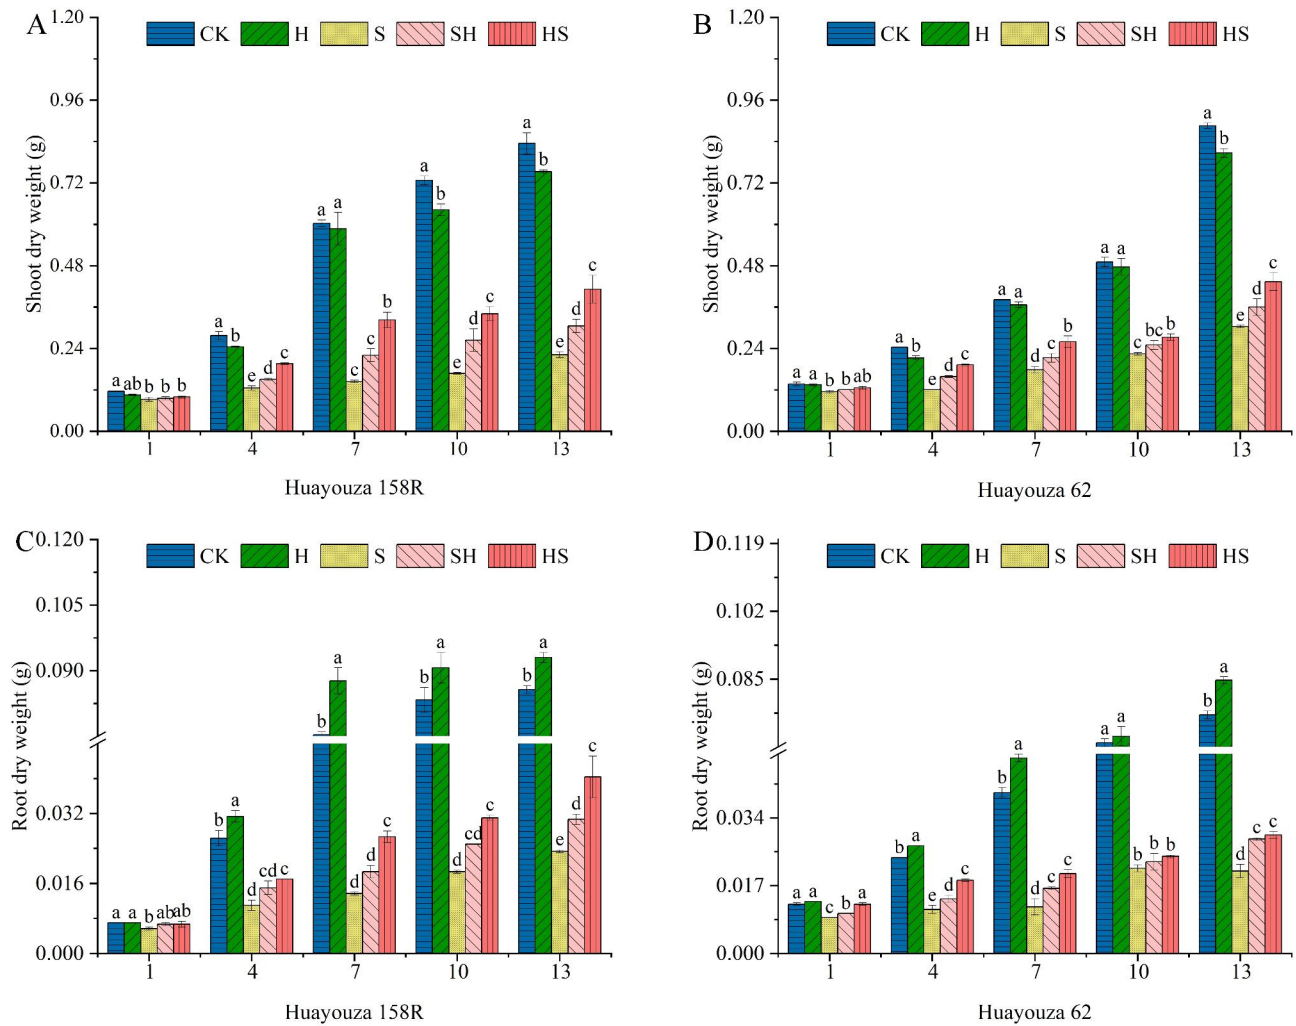 A
CK H S SH HS
1.20
0.96
0.72
0.48
0.24
0.00
Shoot dry weight (g)
a ab b b b
a b e d c
a a c c b
a b e d c
a b e d c
1 4 7 10 13
Huayouza 158R
B
CK H S SH HS
1.20
0.96
0.72
0.48
0.24
0.00
Shoot dry weight (g)
a a b b ab
a b e d c
a a d c b
a a c bc b
a b e d c
1 4 7 10 13
Huayouza 62
C
CK H S SH HS
0.120
0.105
0.090
0.032
0.016
0.000
Root dry weight (g)
a a b ab ab
b a d cd c
b a d d c
b a d cd c
b a e d c
1 4 7 10 13
Huayouza 158R
D
CK H S SH HS
0.119
0.102
0.085
0.034
0.017
0.000
Root dry weight (g)
a a c b a
b a e d c
b a d c c
a a b b b
b a d c c
1 4 7 10 13
Huayouza 62